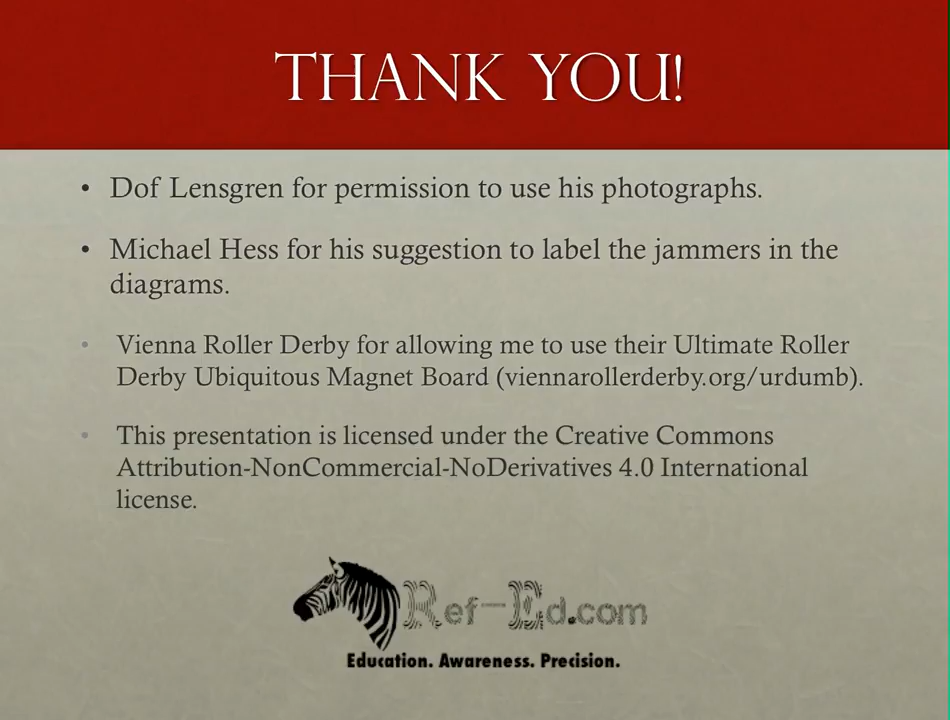 THANK YOU!
• Dof Lensgren for permission to use his photographs.
• Michael Hess for his suggestion to label the jammers in the
diagrams.
• Vienna Roller Derby for allowing me to use their Ultimate Roller
Derby Ubiquitous Magnet Board (viennarollerderby.org/urdumb).
• This presentation is licensed under the Creative Commons
Attribution-NonCommercial-NoDerivatives 4.0 International
license.
Ref-Ed.com
Education. Awareness. Precision.